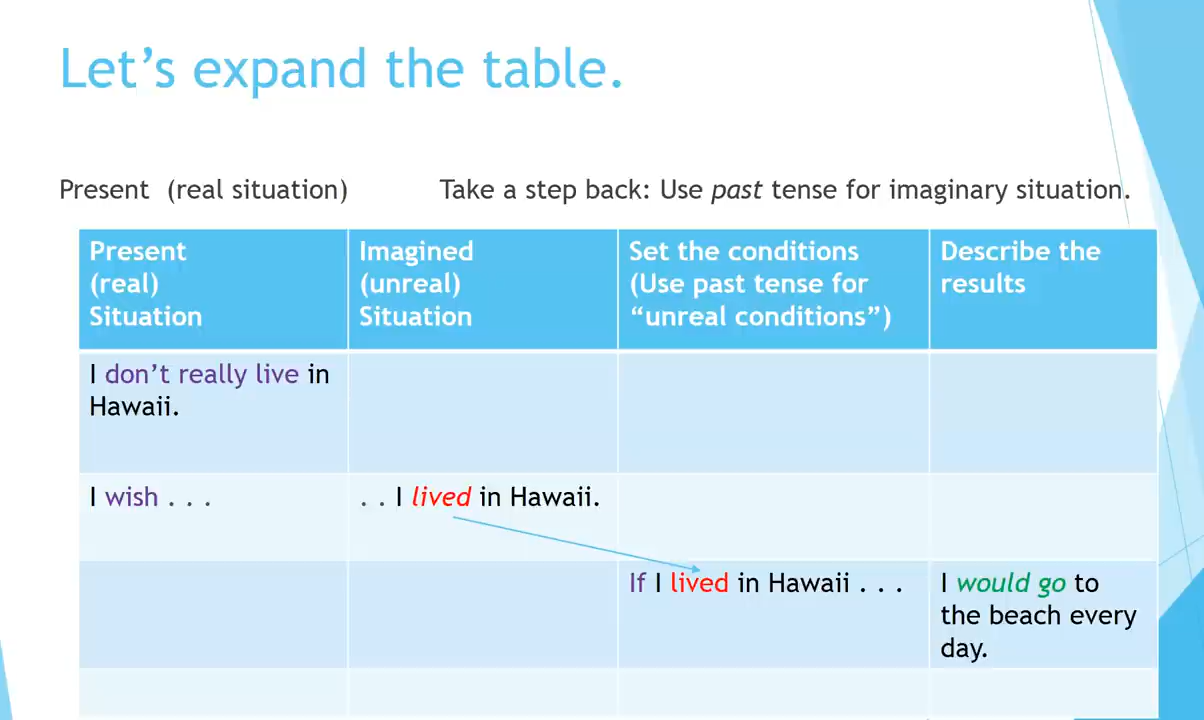 Let’s expand the table.
Present (real situation)
Take a step back: Use past tense for imaginary situation.
Present
(real)
Situation
Imagined
(unreal)
Situation
Set the conditions
(Use past tense for
“unreal conditions”)
Describe the
results
I don’t really live in
Hawaii.
I wish . . .
. . I lived in Hawaii.
If I lived in Hawaii . . .
I would go to
the beach every
day.